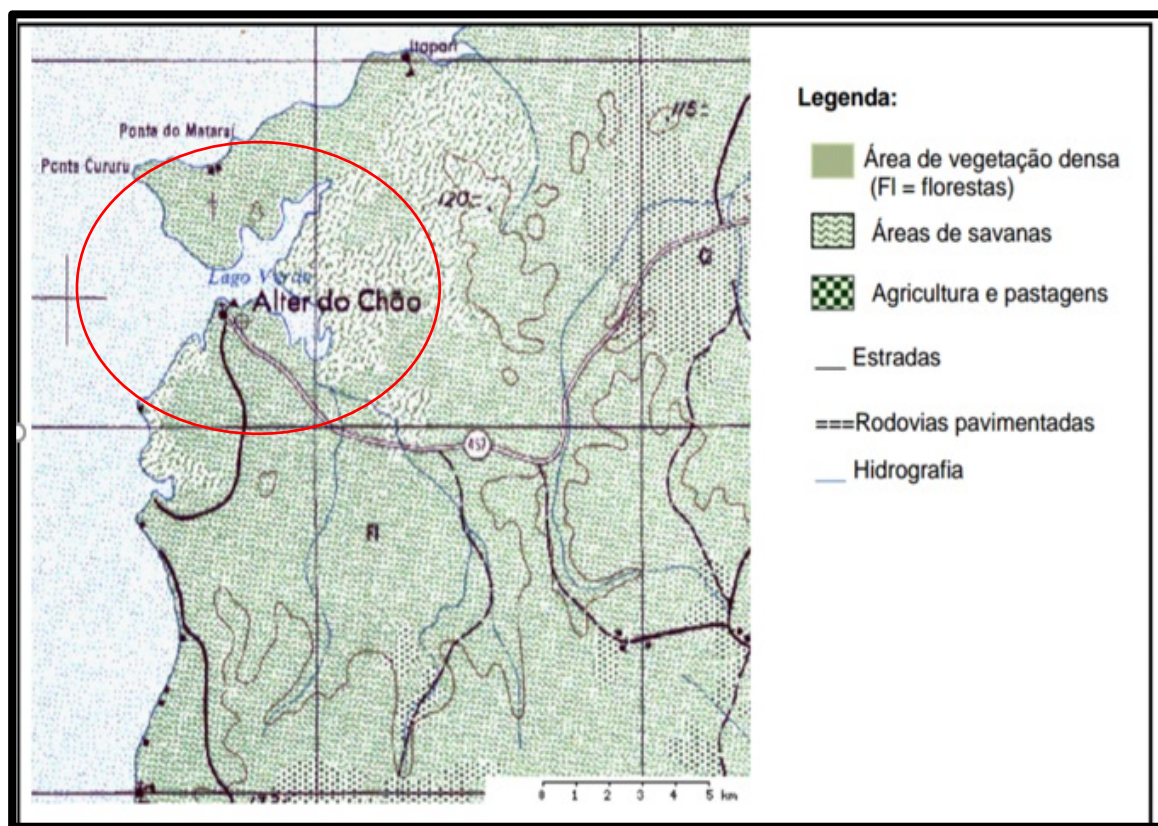 Itapari
Ponta do Mataraí
Ponta Cururu
115
120
Lago Verde
Alter do Chão
457
Fl
0 1 2 3 4 5 km
Legenda:
Área de vegetação densa
(Fl = florestas)
Áreas de savanas
Agricultura e pastagens
Estradas
Rodovias pavimentadas
Hidrografia